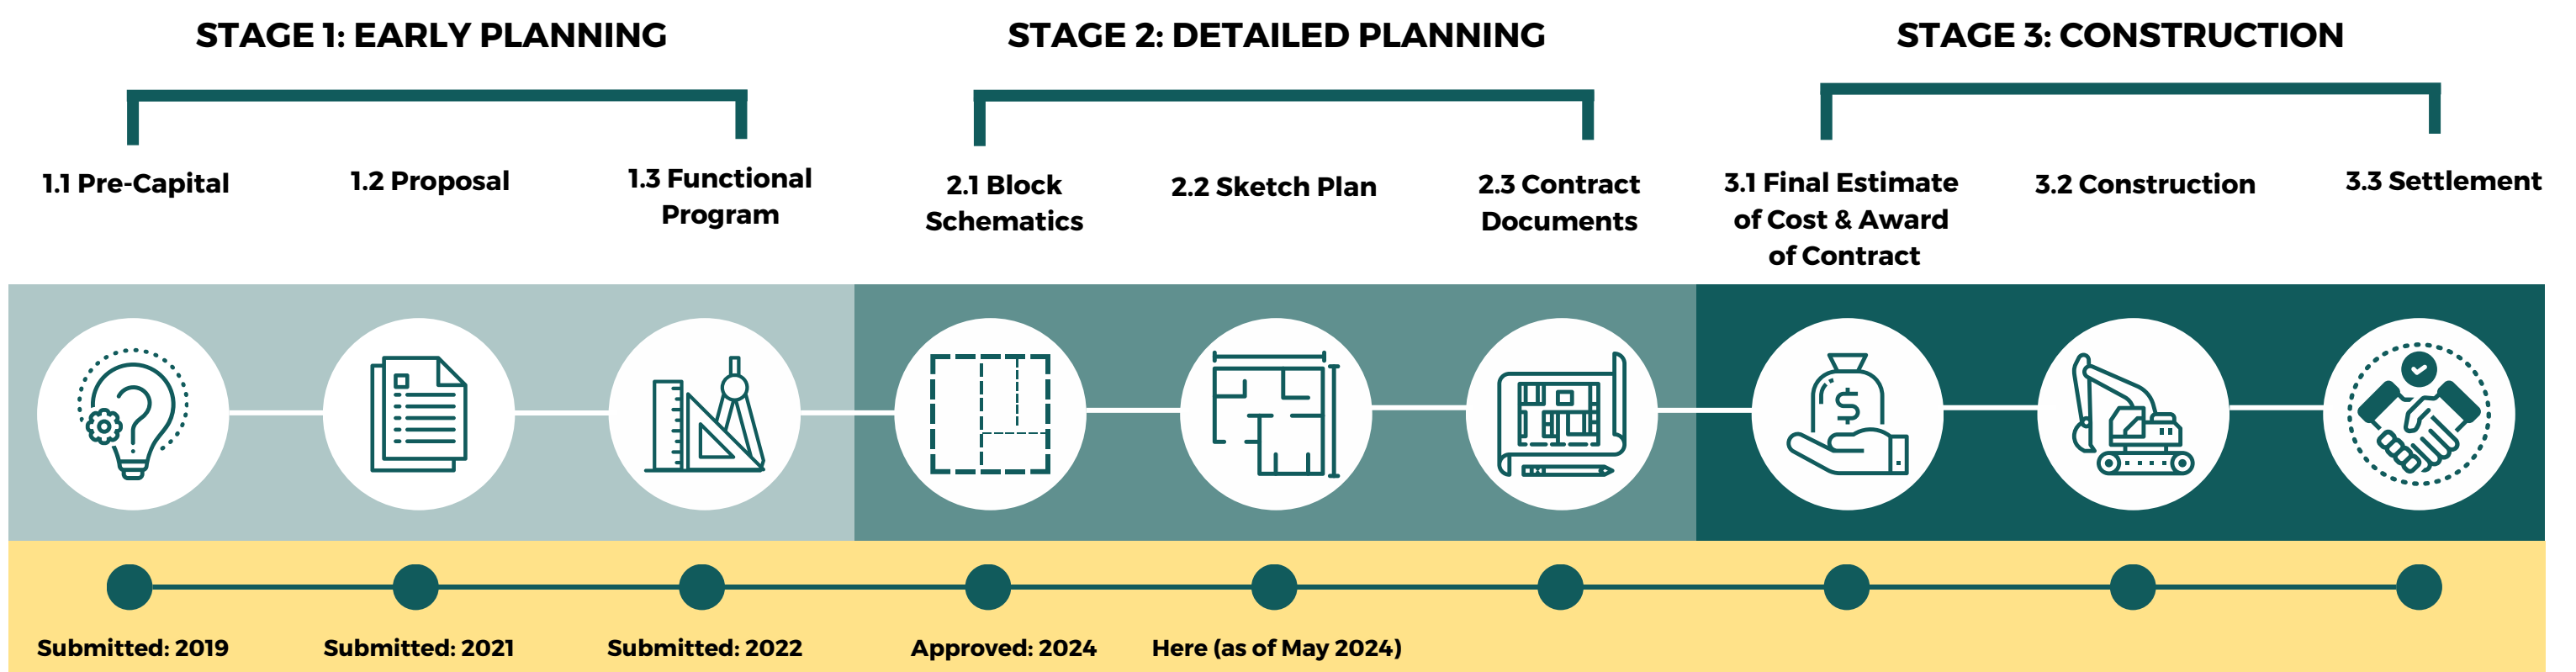 STAGE 1: EARLY PLANNING
STAGE 2: DETAILED PLANNING
STAGE 3: CONSTRUCTION
1.1 Pre-Capital
1.2 Proposal
1.3 Functional
Program
2.1 Block
Schematics
2.2 Sketch Plan
2.3 Contract
Documents
3.1 Final Estimate
of Cost & Award
of Contract
3.2 Construction
3.3 Settlement
$
Submitted: 2019
Submitted: 2021
Submitted: 2022
Approved: 2024
Here (as of May 2024)